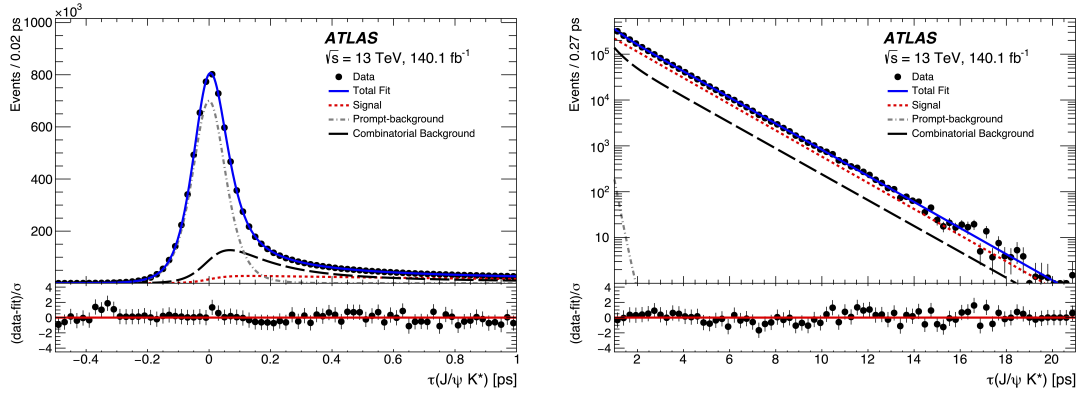 ×10³
1000
800
600
400
200
Events / 0.02 ps
ATLAS
√s = 13 TeV, 140.1 fb⁻¹
Data
Total Fit
Signal
Prompt-background
Combinatorial Background
4
2
0
−2
−4
(data-fit)/σ
−0.4 −0.2 0 0.2 0.4 0.6 0.8 1
τ(J/ψ K*) [ps]
10⁵
10⁴
10³
10²
10
Events / 0.27 ps
ATLAS
√s = 13 TeV, 140.1 fb⁻¹
Data
Total Fit
Signal
Prompt-background
Combinatorial Background
4
2
0
−2
−4
(data-fit)/σ
2 4 6 8 10 12 14 16 18 20
τ(J/ψ K*) [ps]